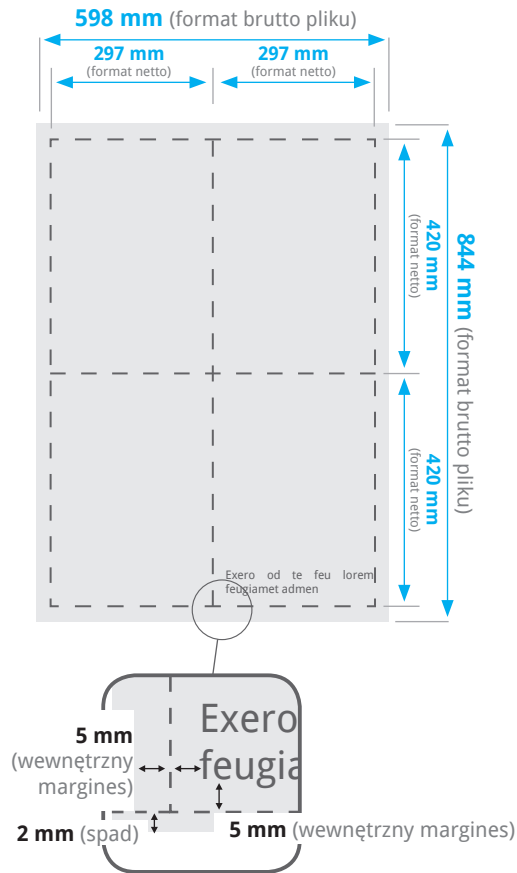 598 mm (format brutto pliku)
297 mm
(format netto)
297 mm
(format netto)
420 mm
(format netto)
844 mm (format brutto pliku)
420 mm
(format netto)
Exero od te feu lorem
feugiamet admen
Exero
feugia
5 mm
(wewnętrzny
margines)
2 mm (spad)
5 mm (wewnętrzny margines)